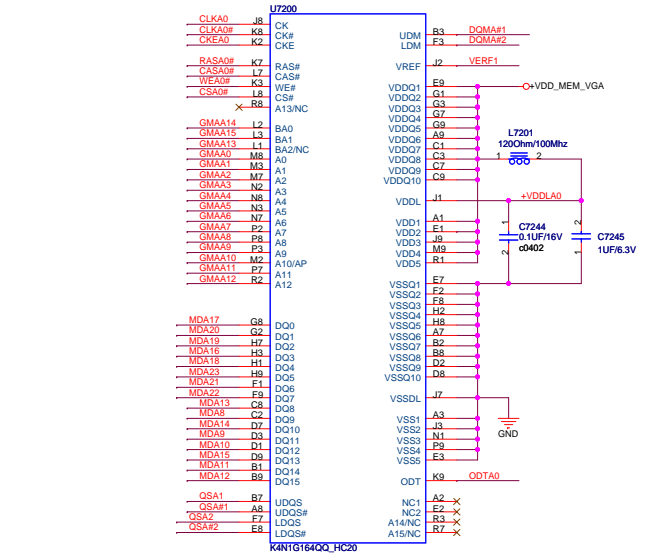 U7200
CLKA0 J8 CK
CLKA0# K8 CK#
CKEA0 K2 CKE
RASA0# K7 RAS#
CASA0# L7 CAS#
WEA0# K3 WE#
CSA0# L8 CS#
R8 A13/NC
GMAA14 L2 BA0
GMAA15 L3 BA1
GMAA13 L1 BA2/NC
GMAA0 M8 A0
GMAA1 M3 A1
GMAA2 M7 A2
GMAA3 N2 A3
GMAA4 N8 A4
GMAA5 N3 A5
GMAA6 N7 A6
GMAA7 P2 A7
GMAA8 P8 A8
GMAA9 P3 A9
GMAA10 M2 A10/AP
GMAA11 P7 A11
GMAA12 R2 A12
MDA17 G8 DQ0
MDA20 G2 DQ1
MDA19 H7 DQ2
MDA16 H3 DQ3
MDA18 H1 DQ4
MDA23 H9 DQ5
MDA21 F1 DQ6
MDA22 F9 DQ7
MDA13 C8 DQ8
MDA8 C2 DQ9
MDA14 D7 DQ10
MDA9 D3 DQ11
MDA10 D1 DQ12
MDA15 D9 DQ13
MDA11 B1 DQ14
MDA12 B9 DQ15
QSA1 B7 UDQS
QSA#1 A8 UDQS#
QSA2 F7 LDQS
QSA#2 E8 LDQS#
UDM B3 DQMA#1
LDM F3 DQMA#2
VREF J2 VERF1
VDDQ1 E9 +VDD_MEM_VGA
VDDQ2 G1
VDDQ3 G3
VDDQ4 G7
VDDQ5 G9
VDDQ6 A9
VDDQ7 C1
VDDQ8 C3
VDDQ9 C7
VDDQ10 C9
L7201
120Ohm/100Mhz
1 2
VDDL J1 +VDDLA0
VDD1 A1
VDD2 E1
VDD3 J9
VDD4 M9
VDD5 R1
1 2
C7244
0.1UF/16V
c0402
2 1
C7245
1UF/6.3V
VSSQ1 E7
VSSQ2 F2
VSSQ3 F8
VSSQ4 H2
VSSQ5 H8
VSSQ6 A7
VSSQ7 B2
VSSQ8 B8
VSSQ9 D2
VSSQ10 D8
VSSDL J7
GND
VSS1 A3
VSS2 J3
VSS3 N1
VSS4 P9
VSS5 E3
ODT K9 ODTA0
NC1 A2
NC2 E2
A14/NC R3
A15/NC R7
K4N1G164QQ_HC20